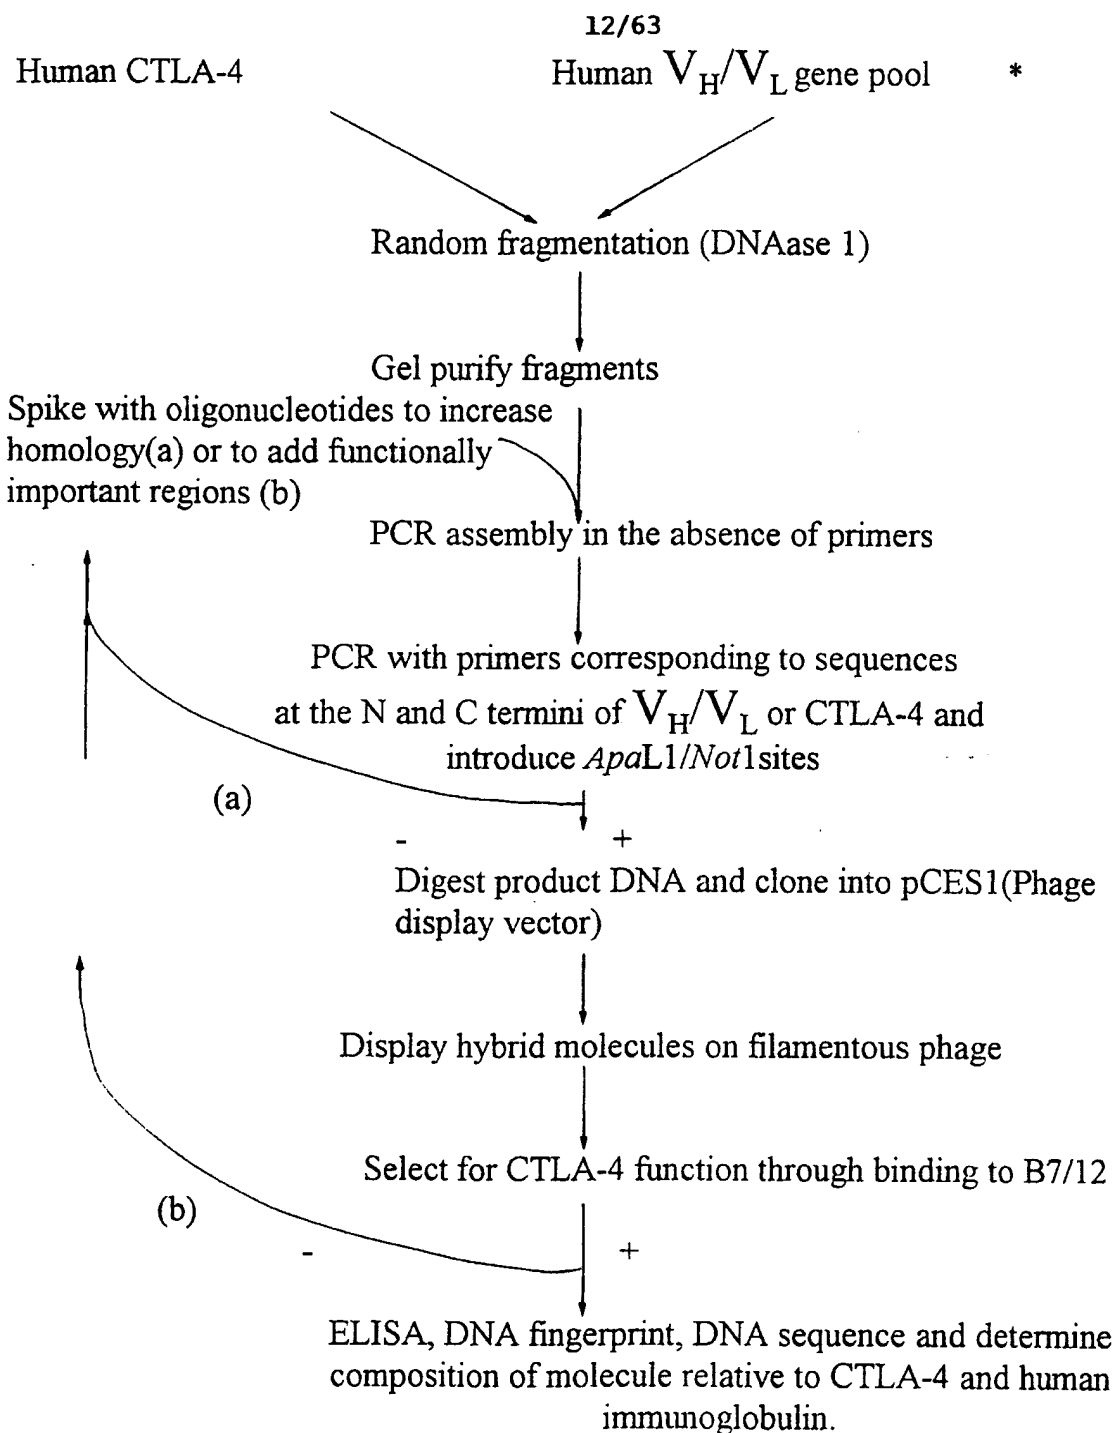 12/63
Human CTLA-4
Human VH/VL gene pool *
Random fragmentation (DNAase 1)
Gel purify fragments
Spike with oligonucleotides to increase
homology(a) or to add functionally
important regions (b)
PCR assembly in the absence of primers
PCR with primers corresponding to sequences
at the N and C termini of VH/VL or CTLA-4 and
introduce ApaL1/Not1sites
(a)
- +
Digest product DNA and clone into pCES1(Phage
display vector)
Display hybrid molecules on filamentous phage
Select for CTLA-4 function through binding to B7/12
(b)
- +
ELISA, DNA fingerprint, DNA sequence and determine
composition of molecule relative to CTLA-4 and human
immunoglobulin.